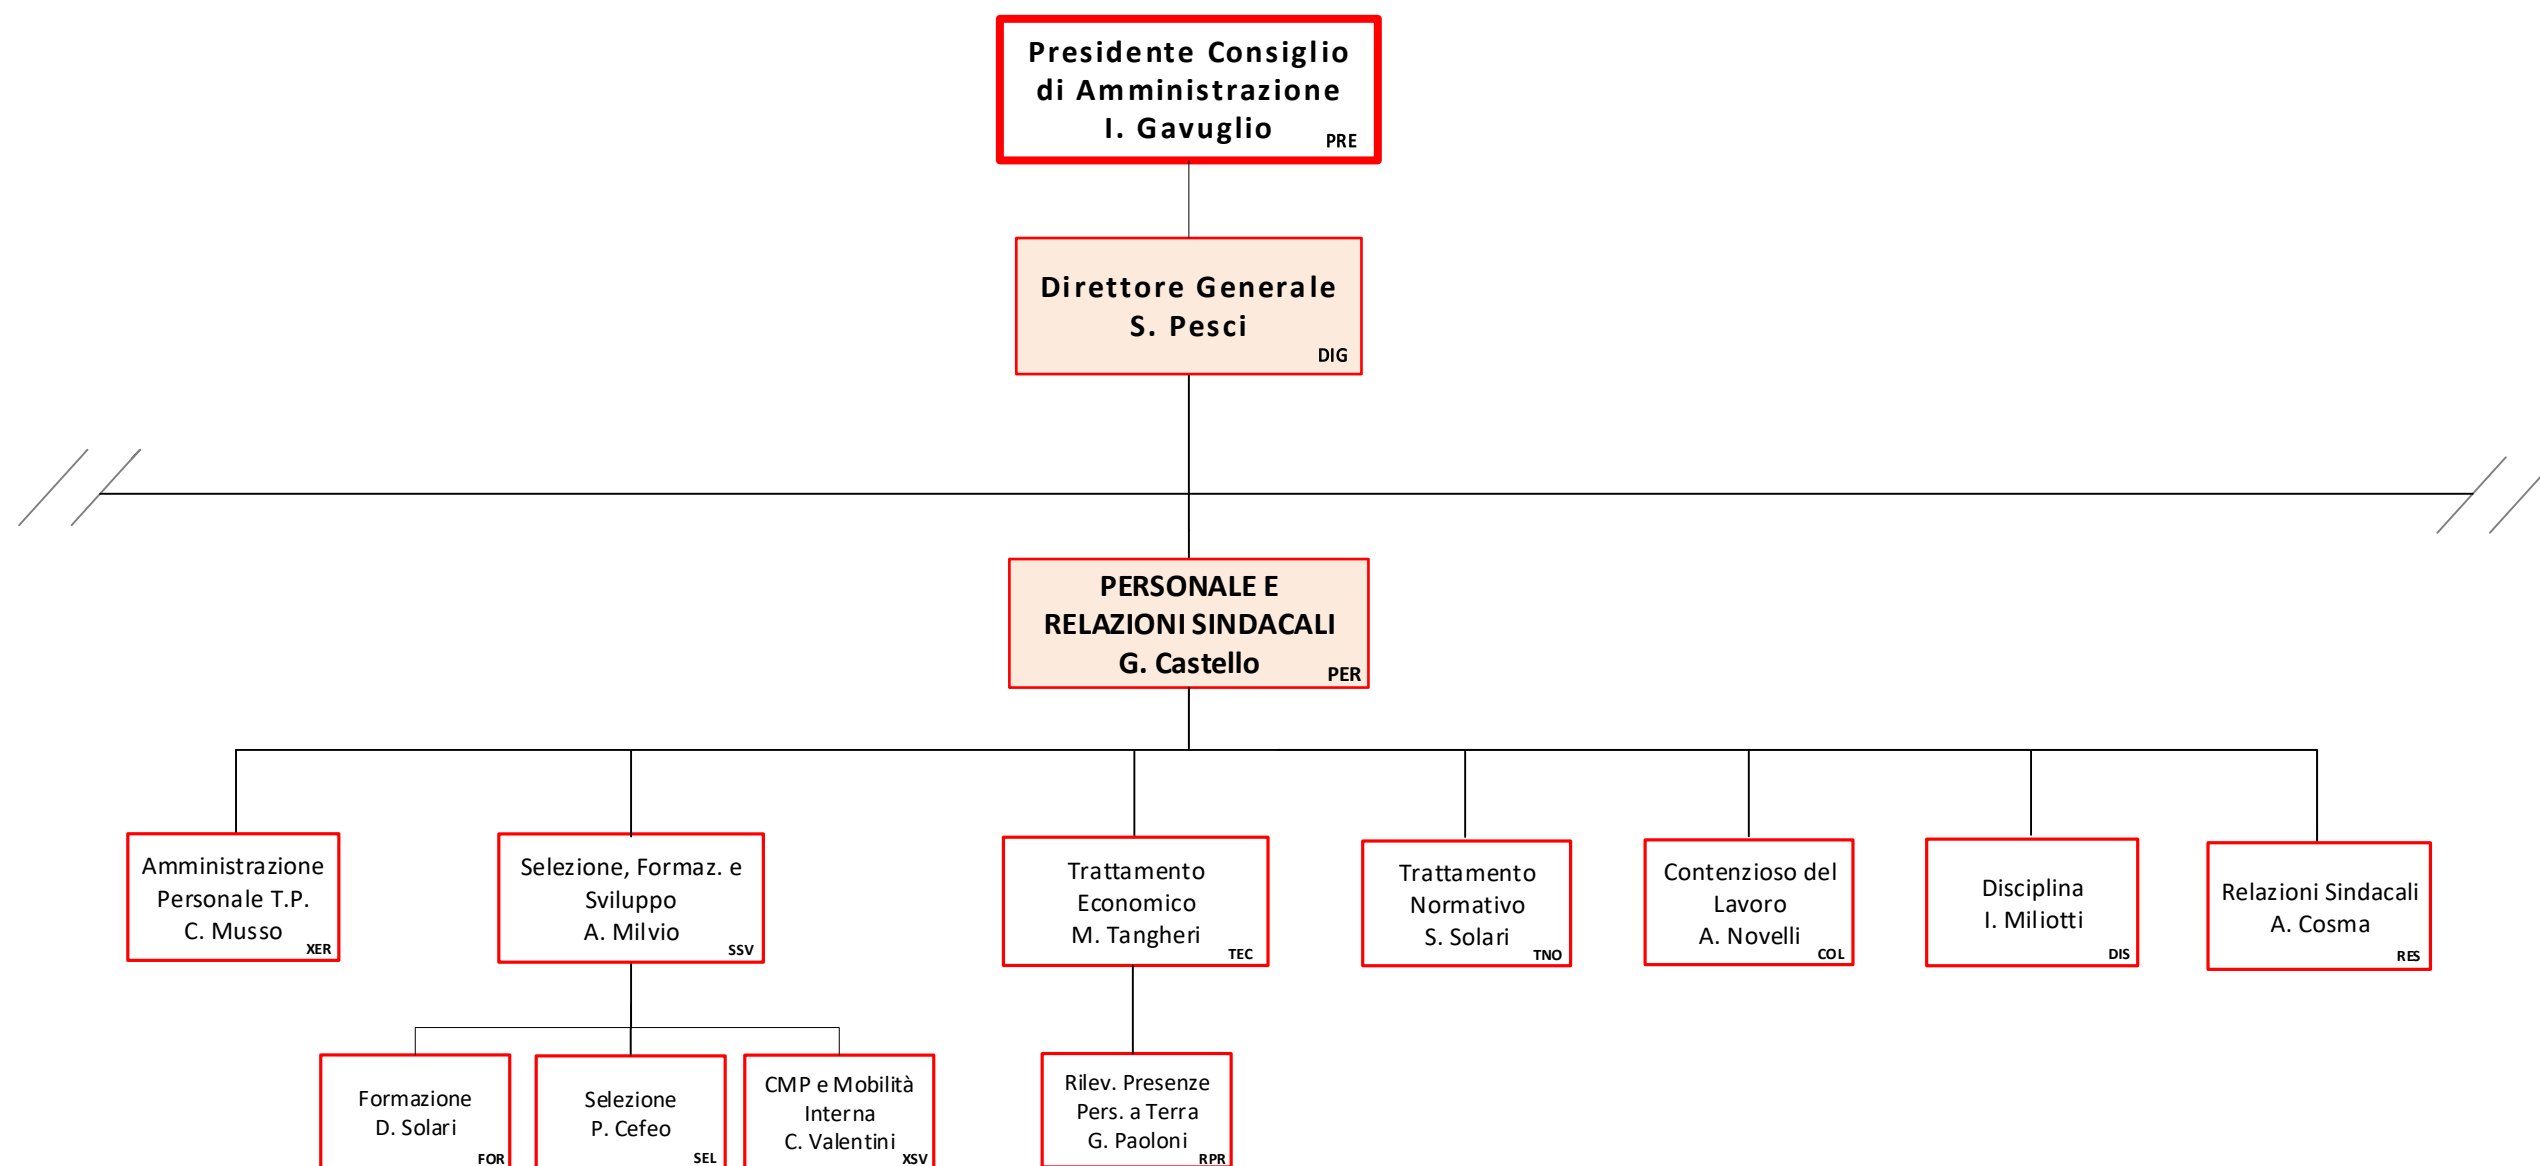 Presidente Consiglio
di Amministrazione
I. Gavuglio
PRE
Direttore Generale
S. Pesci
DIG
PERSONALE E
RELAZIONI SINDACALI
G. Castello
PER
Amministrazione
Personale T.P.
C. Musso
XER
Selezione, Formaz. e
Sviluppo
A. Milvio
SSV
Trattamento
Economico
M. Tangheri
TEC
Trattamento
Normativo
S. Solari
TNO
Contenzioso del
Lavoro
A. Novelli
COL
Disciplina
I. Miliotti
DIS
Relazioni Sindacali
A. Cosma
RES
Formazione
D. Solari
FOR
Selezione
P. Cefeo
SEL
CMP e Mobilità
Interna
C. Valentini
XSV
Rilev. Presenze
Pers. a Terra
G. Paoloni
RPR